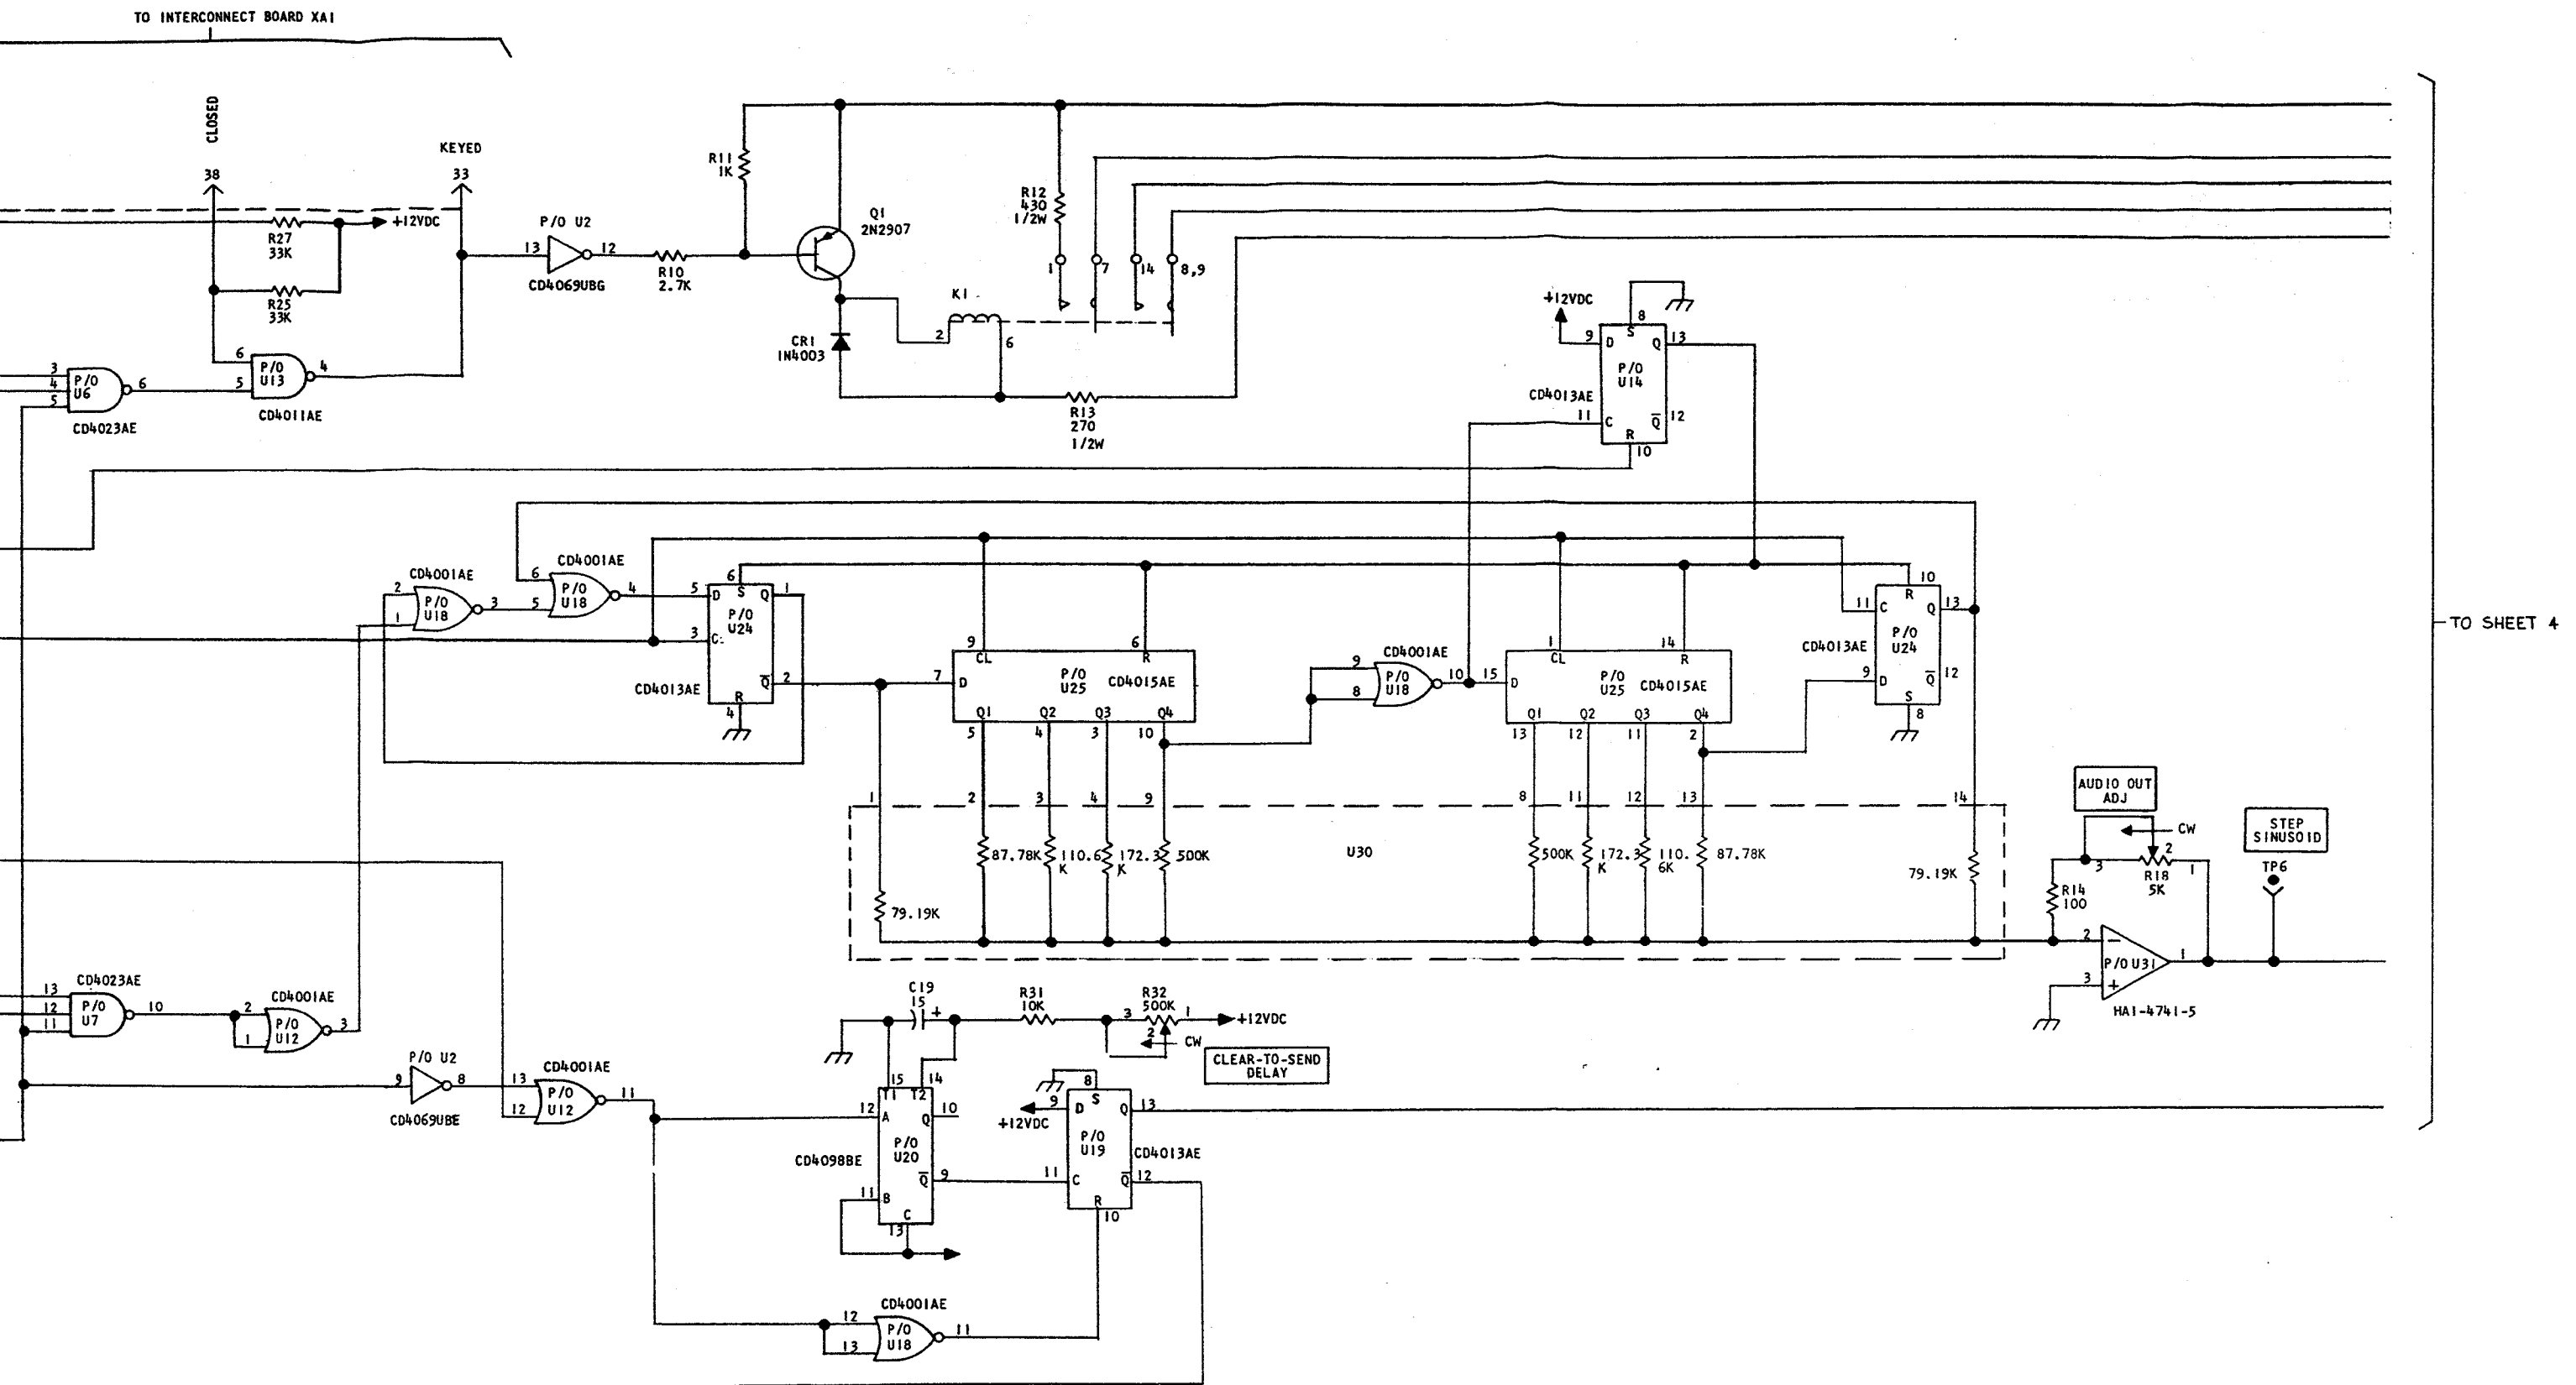 TO INTERCONNECT BOARD XA1
CLOSED
38
KEYED
33
+12VDC
R27
33K
R25
33K
6
5
P/O
U13
4
CD4011AE
3
4
5
P/O
U6
6
CD4023AE
P/O U2
13
12
CD4069UBG
R10
2.7K
R11
1K
Q1
2N2907
CR1
1N4003
K1
2
6
R12
430
1/2W
1
7
14
8,9
R13
270
1/2W
+12VDC
8
9
D
S
Q
13
P/O
U14
CD4013AE
11
C
Q
12
R
10
TO SHEET 4
CD4001AE
2
1
P/O
U18
3
CD4001AE
6
5
P/O
U18
4
6
5
D
S
Q
1
P/O
U24
3
C
CD4013AE
Q
2
R
4
9
CL
6
R
7
D
P/O
U25
CD4015AE
Q1
Q2
Q3
Q4
5
4
3
10
CD4001AE
9
8
P/O
U18
10
1
CL
14
R
15
D
P/O
U25
CD4015AE
Q1
Q2
Q3
Q4
13
12
11
2
10
R
11
C
Q
13
P/O
U24
CD4013AE
9
D
Q
12
S
8
1
2
3
4
9
8
11
12
13
14
87.78K
110.6
K
172.3
K
500K
U30
500K
172.3
K
110.
6K
87.78K
79.19K
79.19K
AUDIO OUT
ADJ
CW
3
2
1
R18
5K
R14
100
STEP
SINUSOID
TP6
2
−
P/O U31
1
3
+
HA1-4741-5
CD4023AE
13
12
11
P/O
U7
10
CD4001AE
2
1
P/O
U12
3
P/O U2
9
8
CD4069UBE
CD4001AE
13
12
P/O
U12
11
C19
15
+
R31
10K
R32
500K
3
1
+12VDC
2
CW
CLEAR-TO-SEND
DELAY
15
14
T1
T2
12
A
10
Q
P/O
U20
CD4098BE
Q
9
11
B
C
13
8
9
D
S
Q
13
+12VDC
P/O
U19
CD4013AE
11
C
Q
12
R
10
CD4001AE
12
13
P/O
U18
11